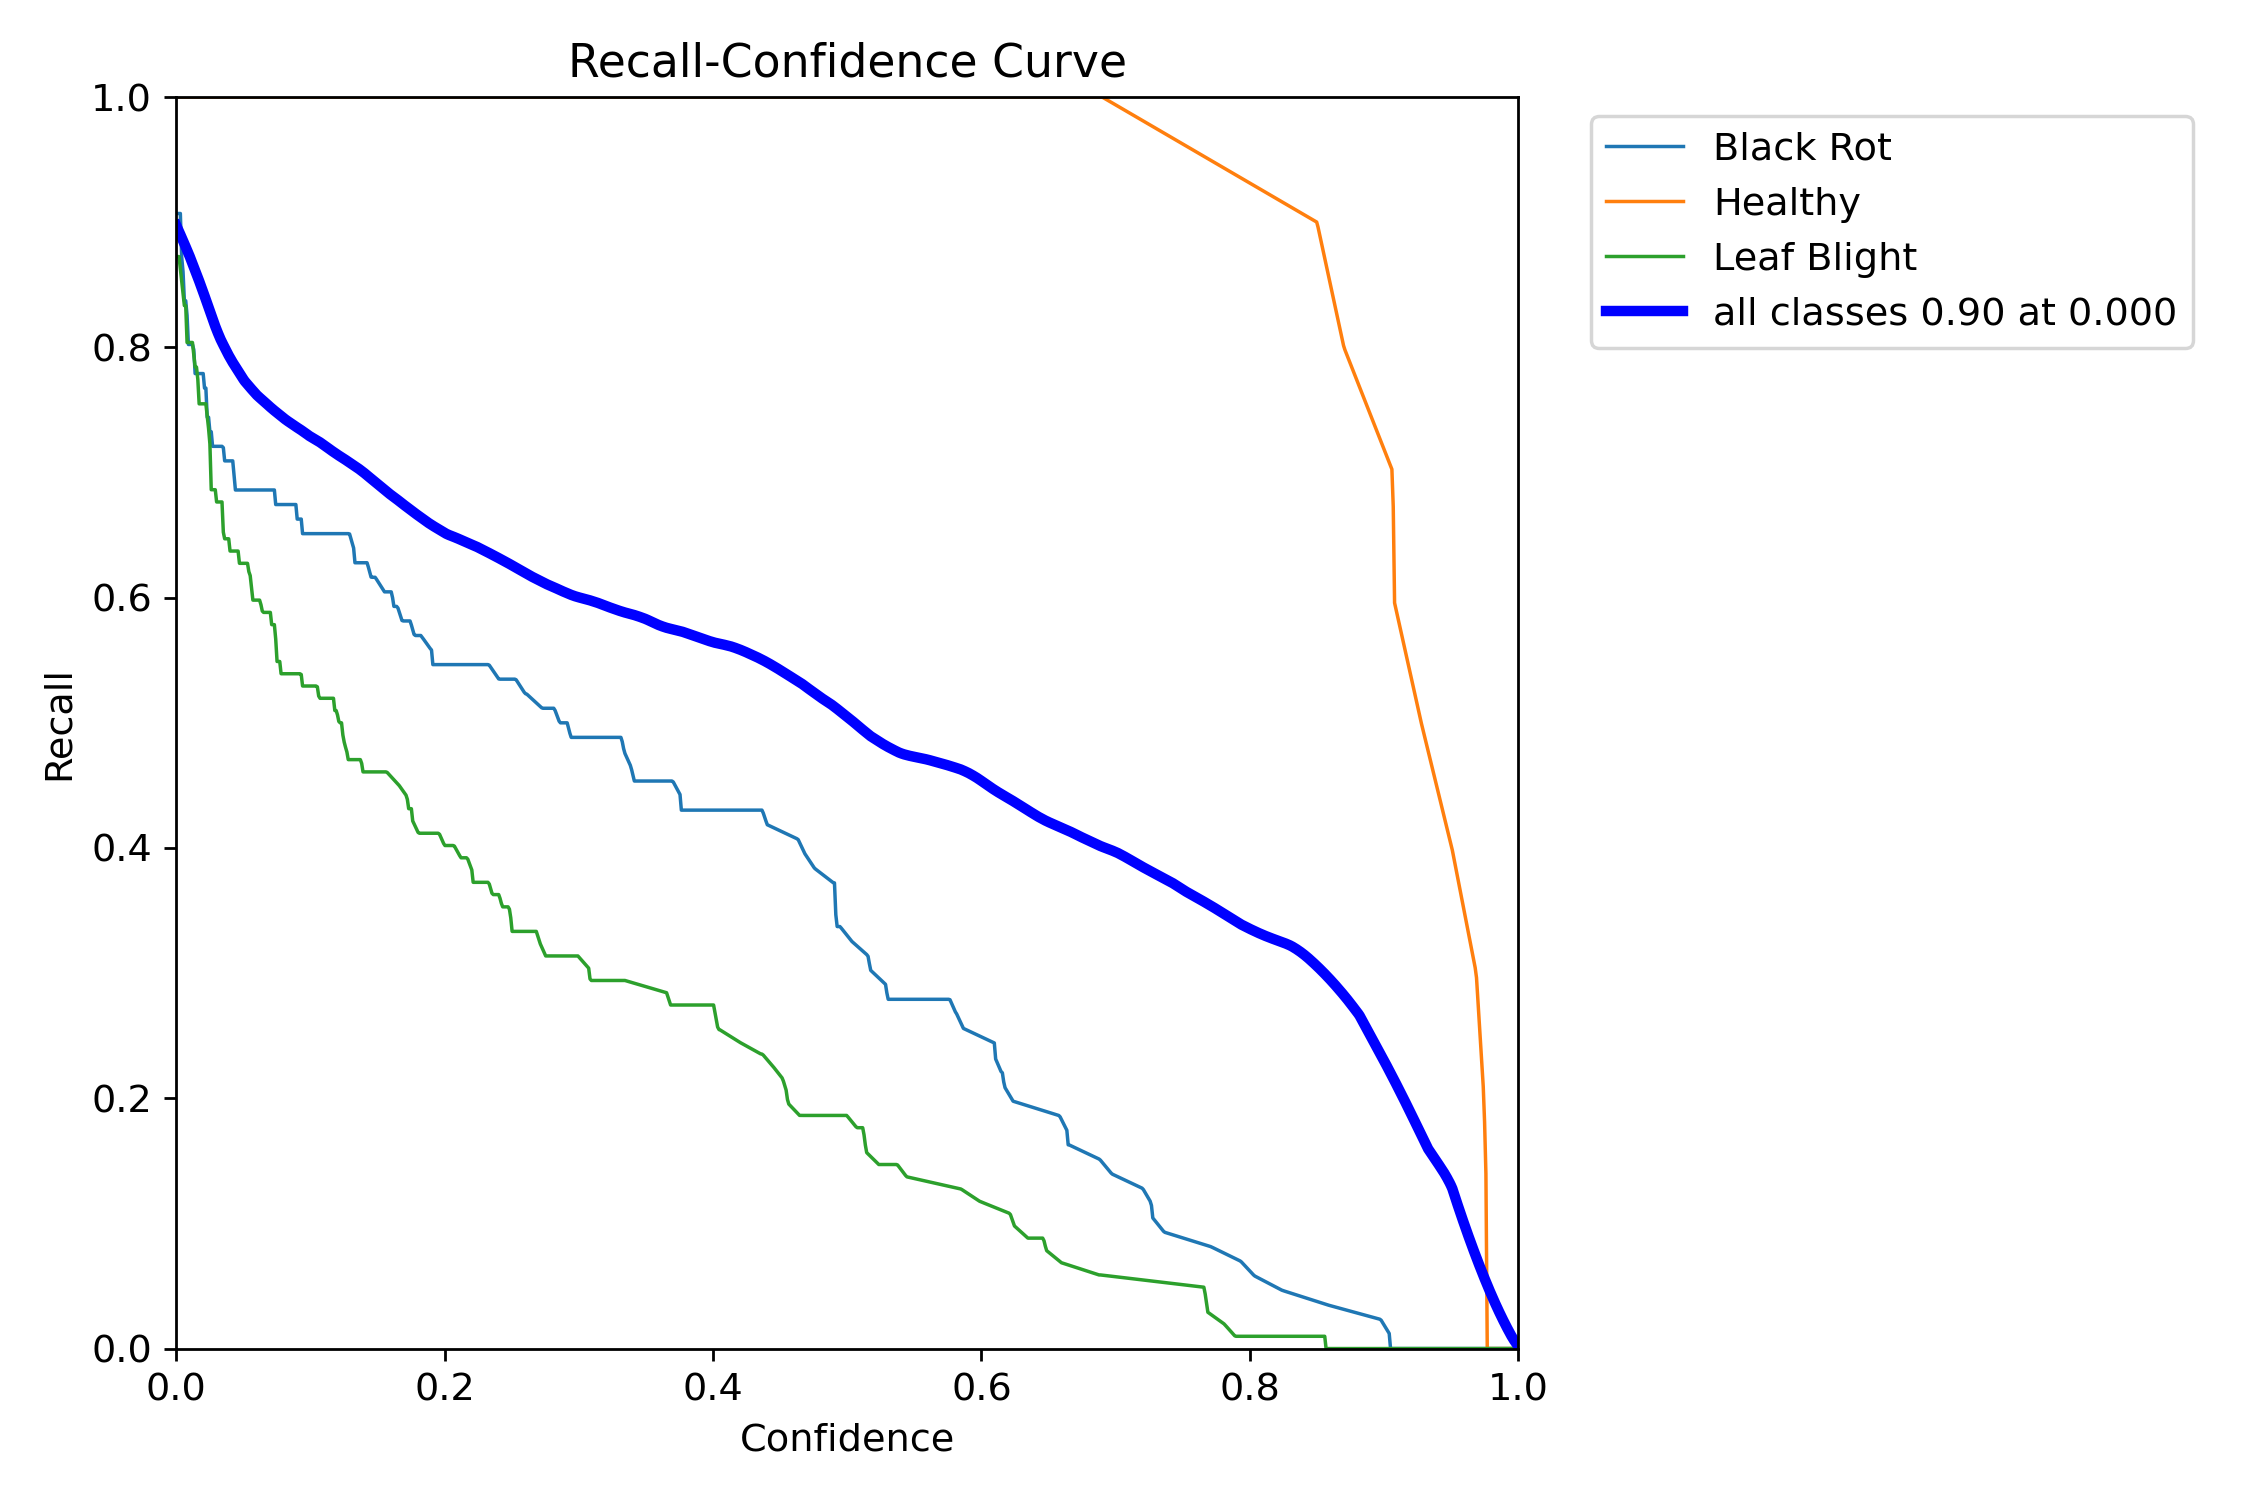 Recall-Confidence Curve
1.0
0.8
0.6
0.4
0.2
0.0
Recall
0.0 0.2 0.4 0.6 0.8 1.0
Confidence
Black Rot
Healthy
Leaf Blight
all classes 0.90 at 0.000